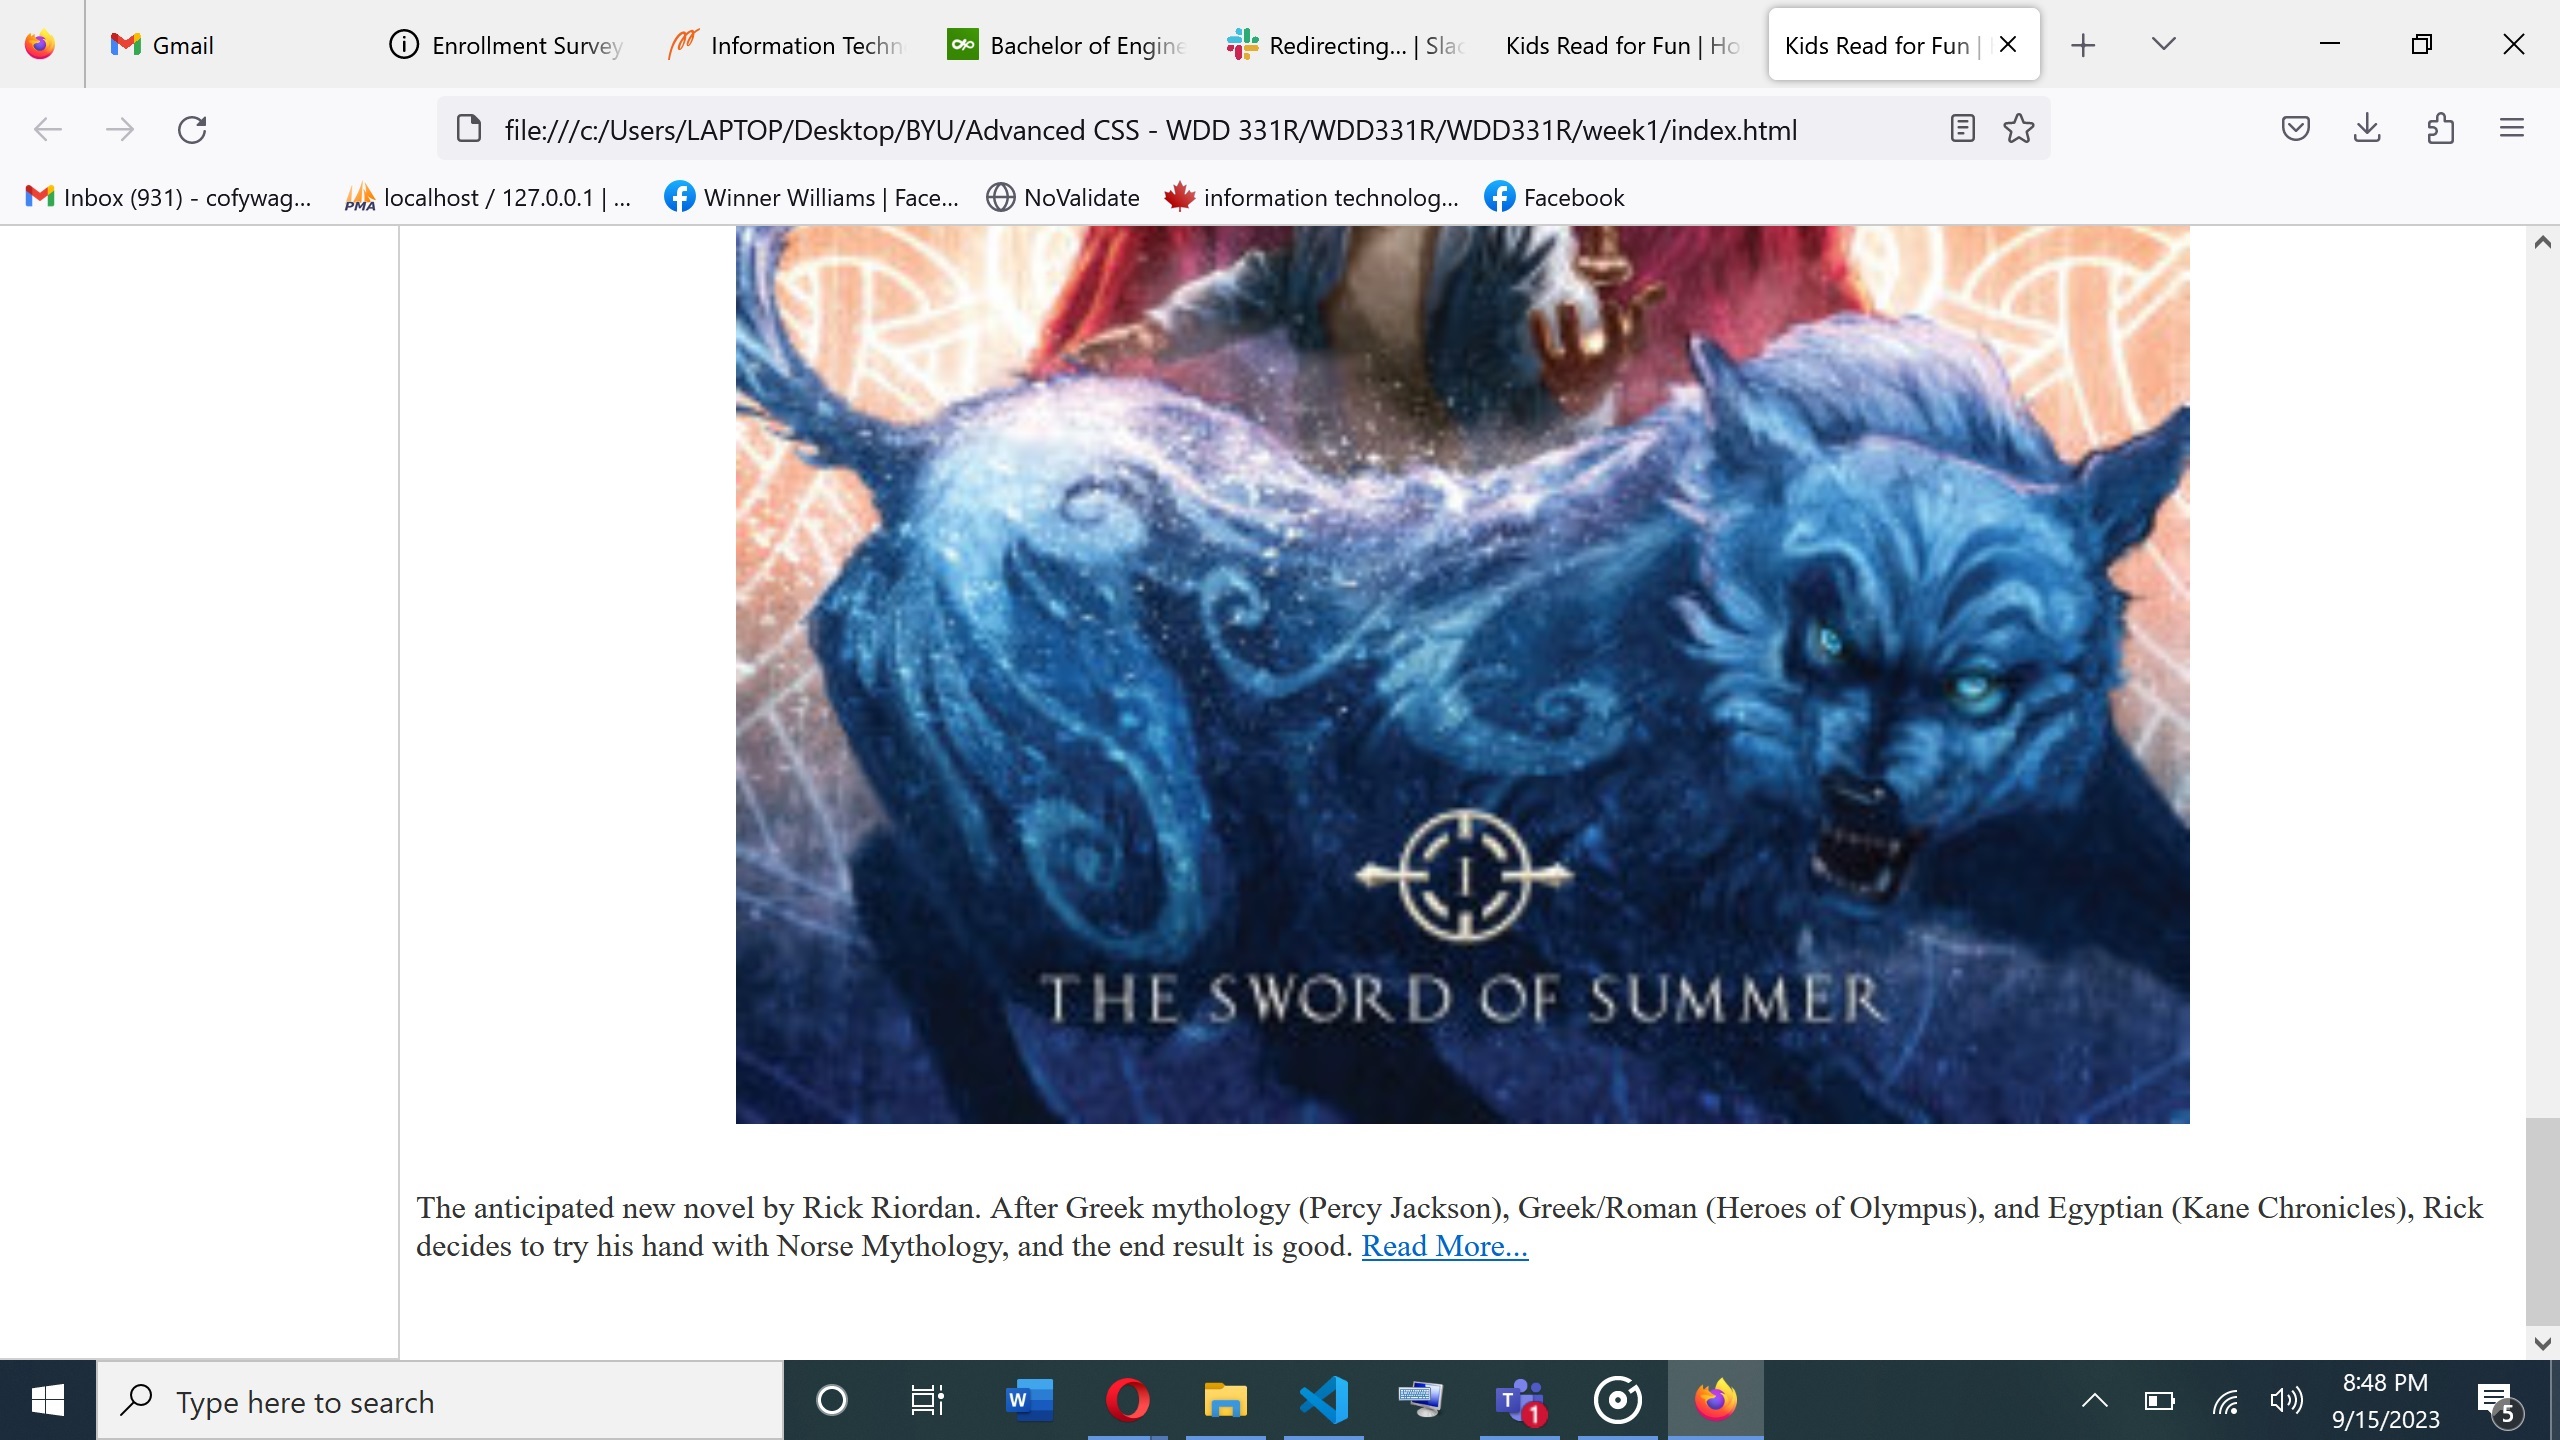 Gmail
Enrollment Survey
Information Techn
Bachelor of Engine
Redirecting... | Slac
Kids Read for Fun | Ho
Kids Read for Fun |
file:///c:/Users/LAPTOP/Desktop/BYU/Advanced CSS - WDD 331R/WDD331R/WDD331R/week1/index.html
Inbox (931) - cofywag...
localhost / 127.0.0.1 | ...
PMA
Winner Williams | Face...
NoValidate
information technolog...
Facebook
I
THE SWORD OF SUMMER
The anticipated new novel by Rick Riordan. After Greek mythology (Percy Jackson), Greek/Roman (Heroes of Olympus), and Egyptian (Kane Chronicles), Rick
decides to try his hand with Norse Mythology, and the end result is good. Read More...
Type here to search
W
T
1
8:48 PM
9/15/2023
5